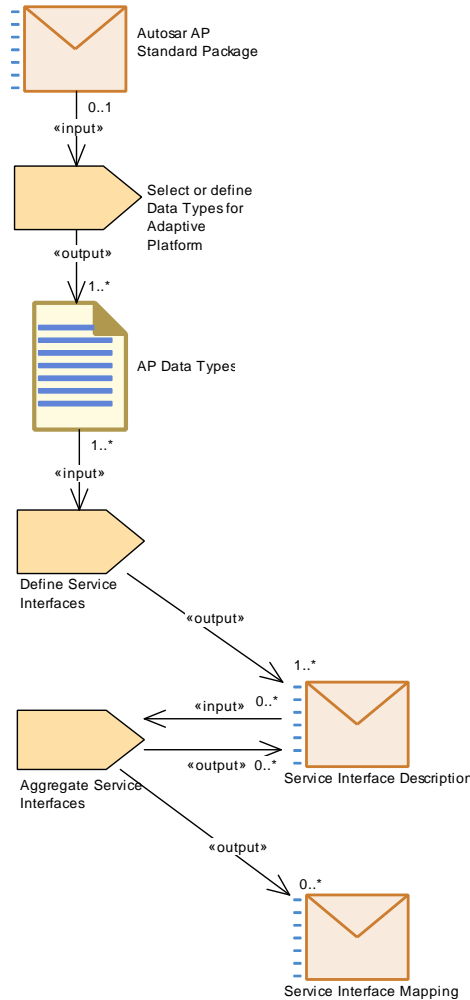 Autosar AP
Standard Package
0..1
«input»
Select or define
Data Types for
Adaptive
Platform
«output»
1..*
AP Data Types
1..*
«input»
Define Service
Interfaces
«output»
1..*
«input» 0..*
«output» 0..*
Aggregate Service
Interfaces
Service Interface Description
«output»
0..*
Service Interface Mapping